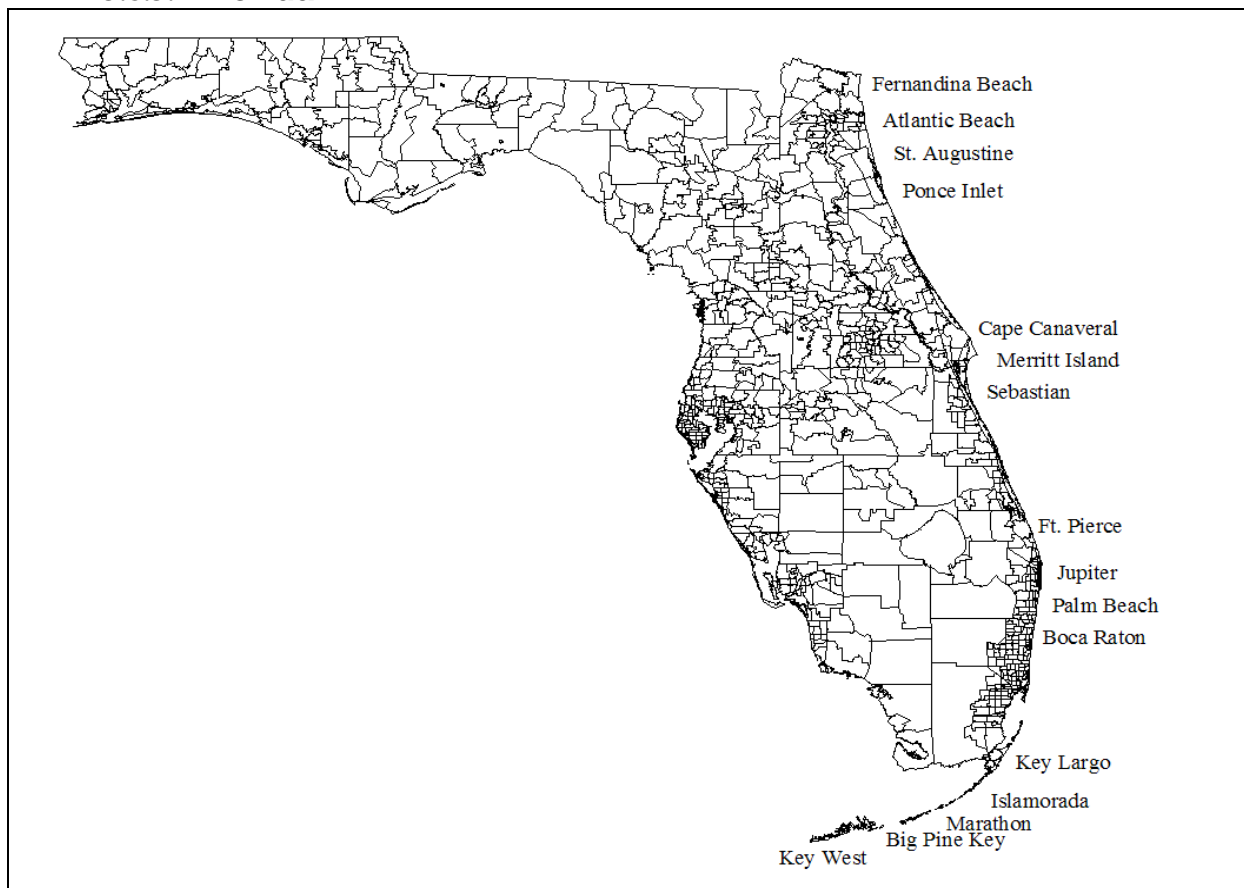 Fernandina Beach
Atlantic Beach
St. Augustine
Ponce Inlet
Cape Canaveral
Merritt Island
Sebastian
Ft. Pierce
Jupiter
Palm Beach
Boca Raton
Key Largo
Islamorada
Marathon
Big Pine Key
Key West